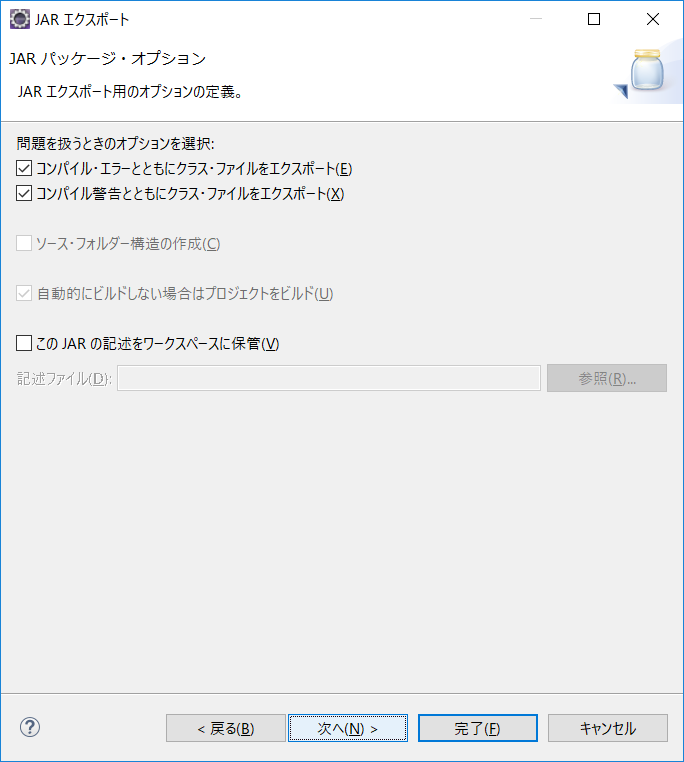 JAR エクスポート
JAR パッケージ・オプション
JAR エクスポート用のオプションの定義。
問題を扱うときのオプションを選択:
コンパイル・エラーとともにクラス・ファイルをエクスポート(E)
コンパイル警告とともにクラス・ファイルをエクスポート(X)
ソース・フォルダー構造の作成(C)
自動的にビルドしない場合はプロジェクトをビルド(U)
この JAR の記述をワークスペースに保管(V)
記述ファイル(D): 参照(R)...
? < 戻る(B) 次へ(N) > 完了(F) キャンセル